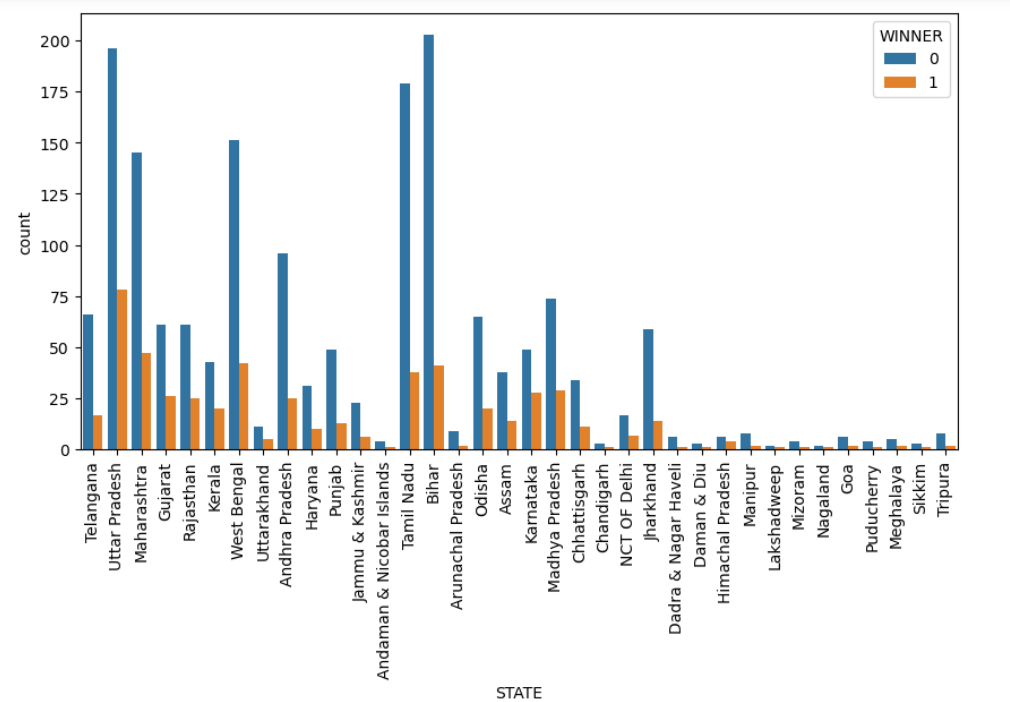 WINNER
0
1
200
175
150
125
100
75
50
25
0
count
Telangana
Uttar Pradesh
Maharashtra
Gujarat
Rajasthan
Kerala
West Bengal
Uttarakhand
Andhra Pradesh
Haryana
Punjab
Jammu & Kashmir
Andaman & Nicobar Islands
Tamil Nadu
Bihar
Arunachal Pradesh
Odisha
Assam
Karnataka
Madhya Pradesh
Chhattisgarh
Chandigarh
NCT OF Delhi
Jharkhand
Dadra & Nagar Haveli
Daman & Diu
Himachal Pradesh
Manipur
Lakshadweep
Mizoram
Nagaland
Goa
Puducherry
Meghalaya
Sikkim
Tripura
STATE